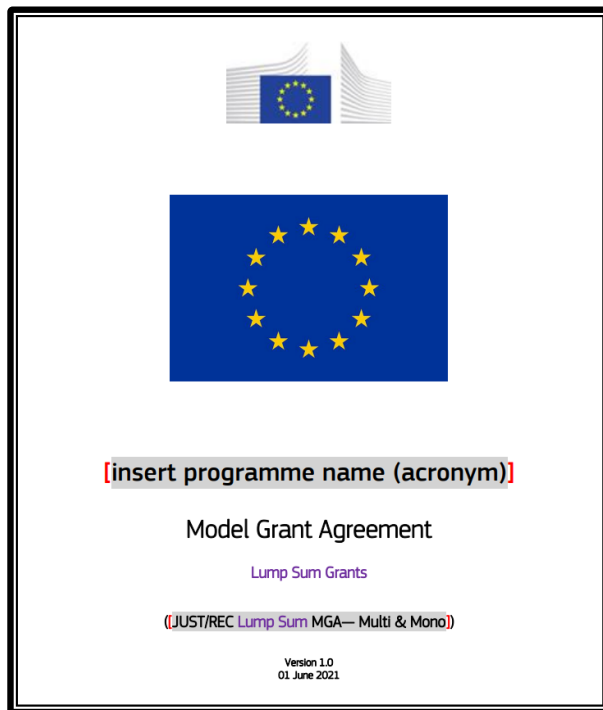 [insert programme name (acronym)]
Model Grant Agreement
Lump Sum Grants
([JUST/REC Lump Sum MGA— Multi & Mono])
Version 1.0
01 June 2021